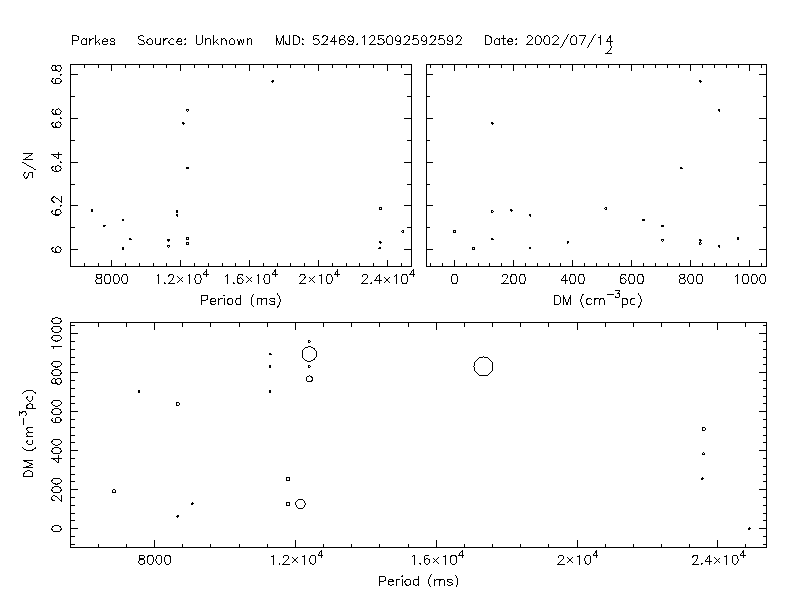 Parkes Source: Unknown MJD: 52469.125092592592 Date: 2002/07/14
2
S/N
6.8
6.6
6.4
6.2
6
8000 1.2×10⁴ 1.6×10⁴ 2×10⁴ 2.4×10⁴
Period (ms)
0 200 400 600 800 1000
DM (cm⁻³pc)
DM (cm⁻³pc)
1000
800
600
400
200
0
8000 1.2×10⁴ 1.6×10⁴ 2×10⁴ 2.4×10⁴
Period (ms)